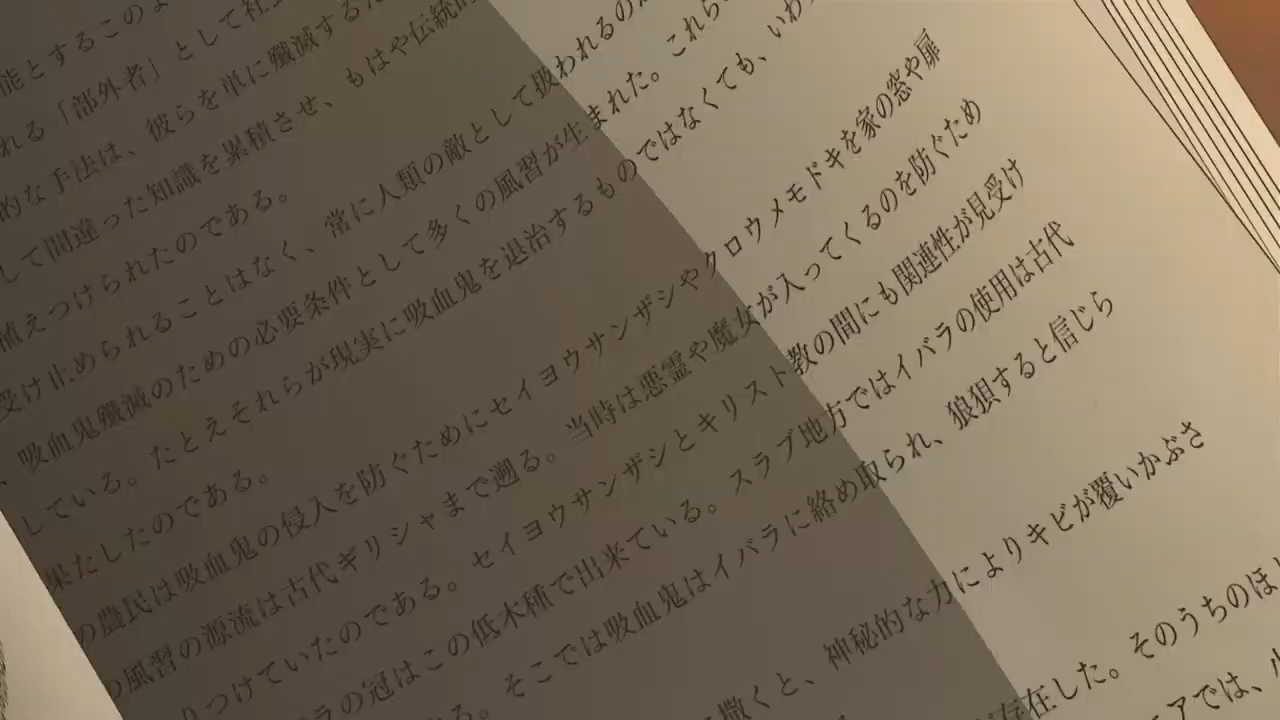 能とするこのよ
れる「部外者」として社
的な手法は、彼らを単に殲滅する
して間違った知識を累積させ、もはや伝統的
植えつけられたのである。
受け止められることはなく、常に人類の敵として扱われるの
吸血鬼殲滅のための必要条件として多くの風習が生まれた。これら
している。たとえそれらが現実に吸血鬼を退治するものではなくても、いわ
果たしたのである。
の農民は吸血鬼の侵入を防ぐためにセイヨウサンザシやクロウメモドキを家の窓や扉
風習の源流は古代ギリシャまで遡る。当時は悪霊や魔女が入ってくるのを防ぐため
りつけていたのである。セイヨウサンザシとキリスト教の間にも関連性が見受け
ラの冠はこの低木種で出来ている。スラブ地方ではイバラの使用は古代
る。そこでは吸血鬼はイバラに絡め取られ、狼狽すると信じら
撒くと、神秘的な力によりキビが覆いかぶさ
存在した。そのうちのほ
アでは、